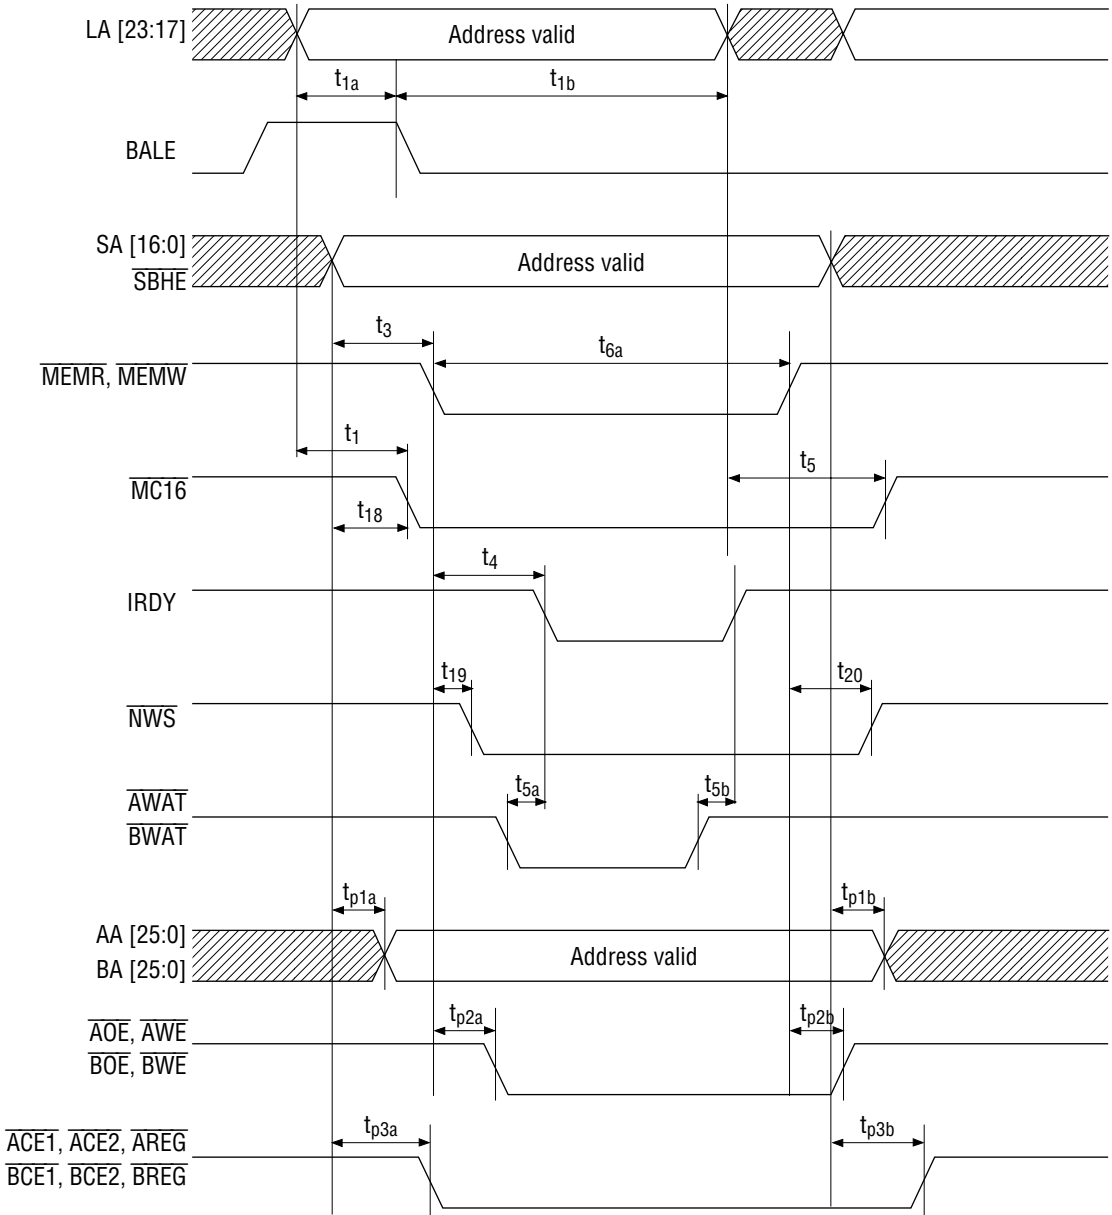 LA [23:17] Address valid
t1a t1b
BALE
SA [16:0]
Address valid
SBHE
t3 t6a
MEMR, MEMW
t1 t5
MC16
t18
t4
IRDY
t19 t20
NWS
t5a t5b
AWAT
BWAT
tp1a tp1b
AA [25:0]
Address valid
BA [25:0]
tp2a tp2b
AOE, AWE
BOE, BWE
tp3a tp3b
ACE1, ACE2, AREG
BCE1, BCE2, BREG